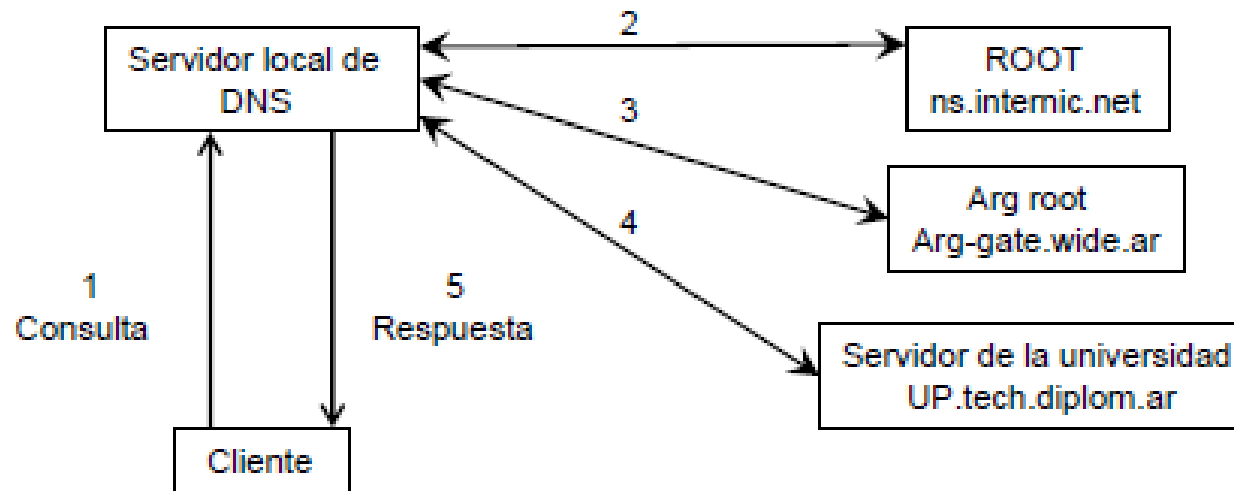 Servidor local de
DNS
2
ROOT
ns.internic.net
3
Arg root
Arg-gate.wide.ar
4
1
Consulta
5
Respuesta
Servidor de la universidad
UP.tech.diplom.ar
Cliente